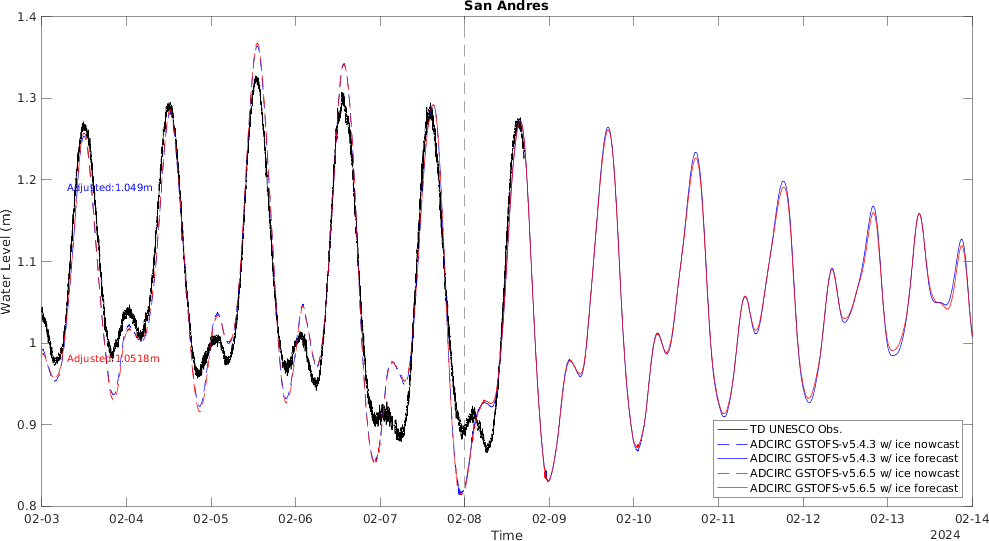 San Andres
1.4
1.3
1.2
1.1
1
0.9
0.8
Water Level (m)
Adjusted:1.049m
Adjusted:1.0518m
TD UNESCO Obs.
ADCIRC GSTOFS-v5.4.3 w/ ice nowcast
ADCIRC GSTOFS-v5.4.3 w/ ice forecast
ADCIRC GSTOFS-v5.6.5 w/ ice nowcast
ADCIRC GSTOFS-v5.6.5 w/ ice forecast
02-03 02-04 02-05 02-06 02-07 02-08 02-09 02-10 02-11 02-12 02-13 02-14
Time
2024